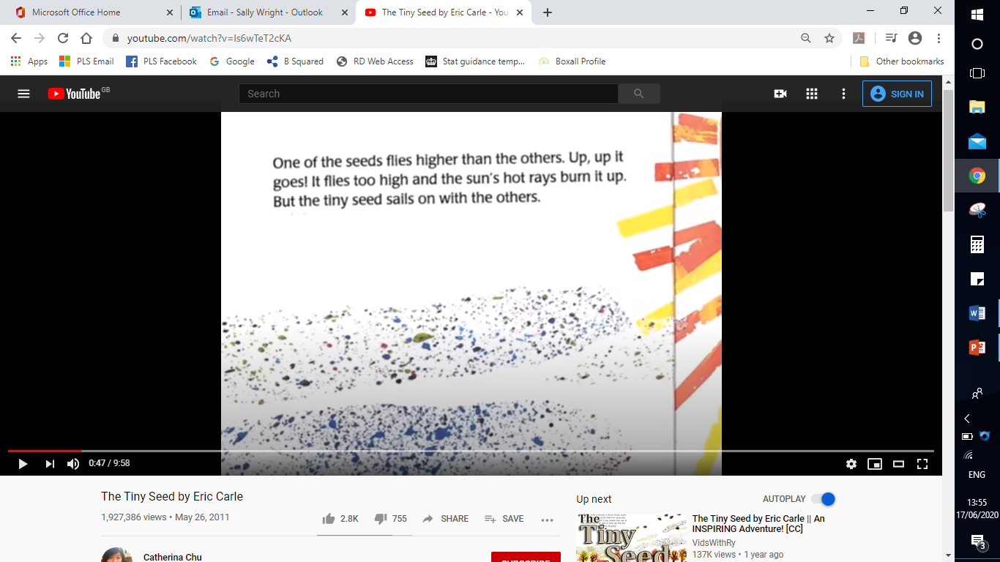 Microsoft Office Home
Email - Sally Wright - Outlook
The Tiny Seed by Eric Carle - You
youtube.com/watch?v=Is6wTeT2cKA
Apps
PLS Email
PLS Facebook
Google
B Squared
RD Web Access
Stat guidance temp...
Boxall Profile
Other bookmarks
YouTube GB
Search
SIGN IN
One of the seeds flies higher than the others. Up, up it
goes! It flies too high and the sun's hot rays burn it up.
But the tiny seed sails on with the others.
0:47 / 9:58
The Tiny Seed by Eric Carle
1,927,386 views • May 26, 2011
2.8K
755
SHARE
SAVE
Catherina Chu
SUBSCRIBE
Up next
AUTOPLAY
The Tiny Seed
The Tiny Seed by Eric Carle || An
INSPIRING Adventure! [CC]
VidsWithRy
137K views • 1 year ago
ENG
13:55
17/06/2020
3